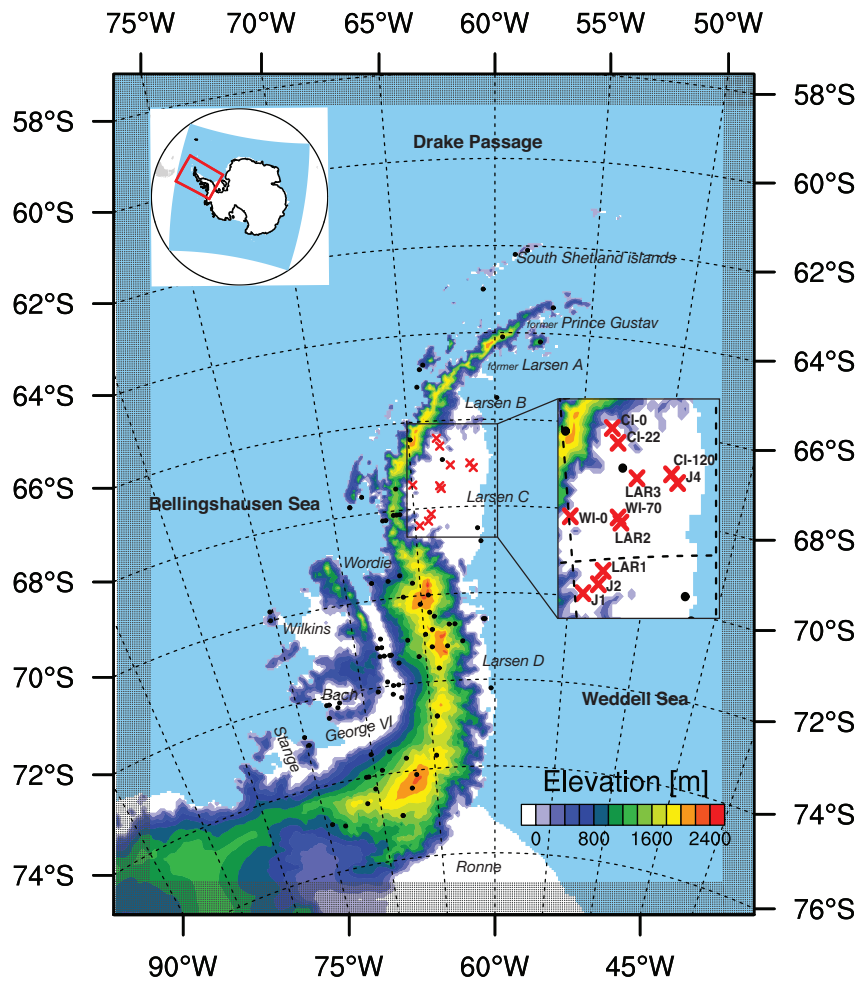 75°W 70°W 65°W 60°W 55°W 50°W
58°S
58°S
Drake Passage
60°S
60°S
South Shetland islands
62°S
62°S
former Prince Gustav
64°S
former Larsen A
64°S
Larsen B
CI-0
CI-22
66°S
CI-120
J4
66°S
LAR3
Larsen C
Bellingshausen Sea
WI-70
WI-0
LAR2
68°S
Wordie
LAR1
68°S
J2
J1
Wilkins
70°S
Larsen D
70°S
Bach
Weddell Sea
George VI
72°S
Stange
72°S
Elevation [m]
74°S
0 800 1600 2400
Ronne
74°S
76°S
90°W 75°W 60°W 45°W